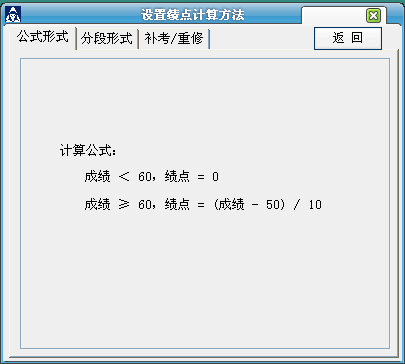 设置绩点计算方法
公式形式 分段形式 补考/重修 返 回
计算公式:
成绩 < 60, 绩点 = 0
成绩 ≥ 60, 绩点 = (成绩 - 50) / 10